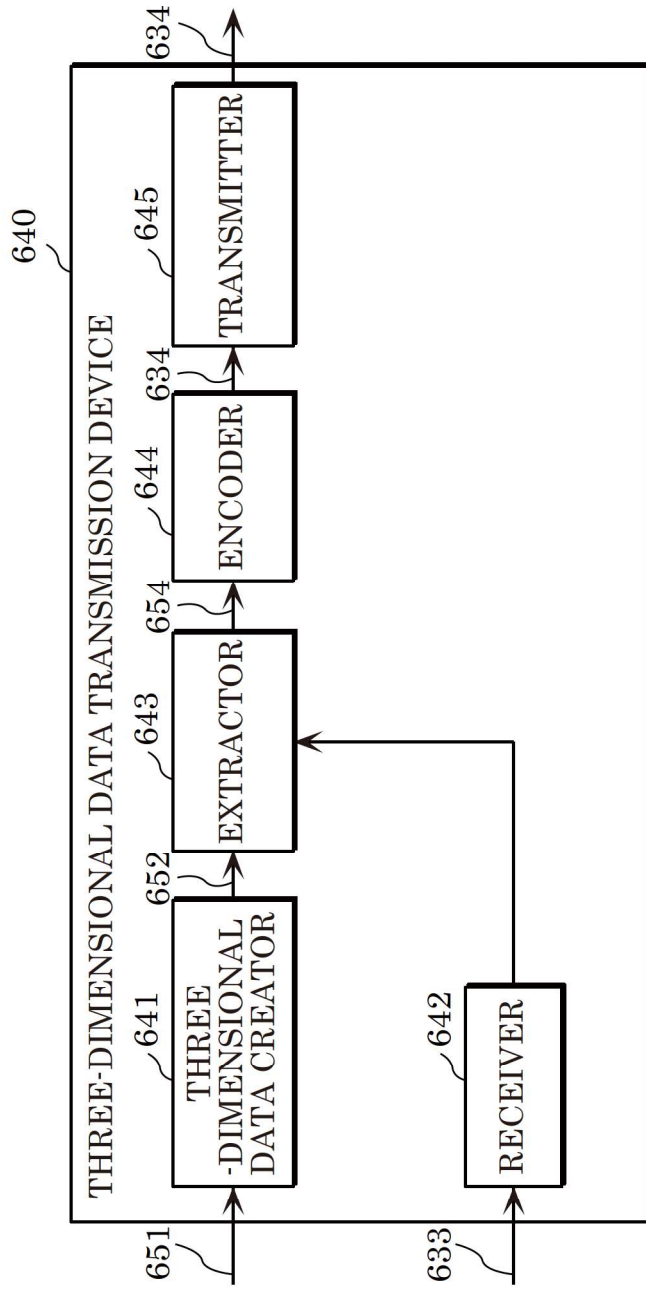 640
THREE-DIMENSIONAL DATA TRANSMISSION DEVICE
651
641
THREE
-DIMENSIONAL
DATA CREATOR
652
643
EXTRACTOR
654
644
ENCODER
634
645
TRANSMITTER
634
633
642
RECEIVER